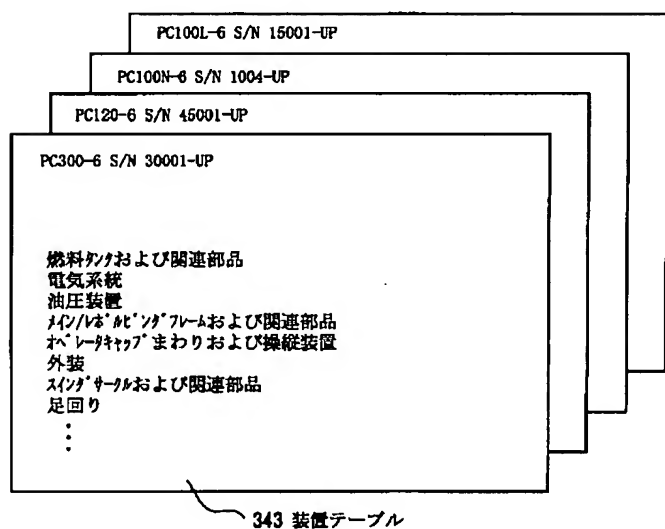 PC100L-6 S/N 15001-UP
PC100N-6 S/N 1004-UP
PC120-6 S/N 45001-UP
PC300-6 S/N 30001-UP
燃料ﾀﾝｸおよび関連部品
電気系統
油圧装置
ﾒｲﾝ/ﾚﾎﾞﾙﾋﾞﾝｸﾞﾌﾚｰﾑおよび関連部品
ｵﾍﾟﾚｰﾀｷｬｯﾌﾟまわりおよび操縦装置
外装
ｽｲﾝｸﾞｻｰｸﾙおよび関連部品
足回り
⋮
343 装置テーブル